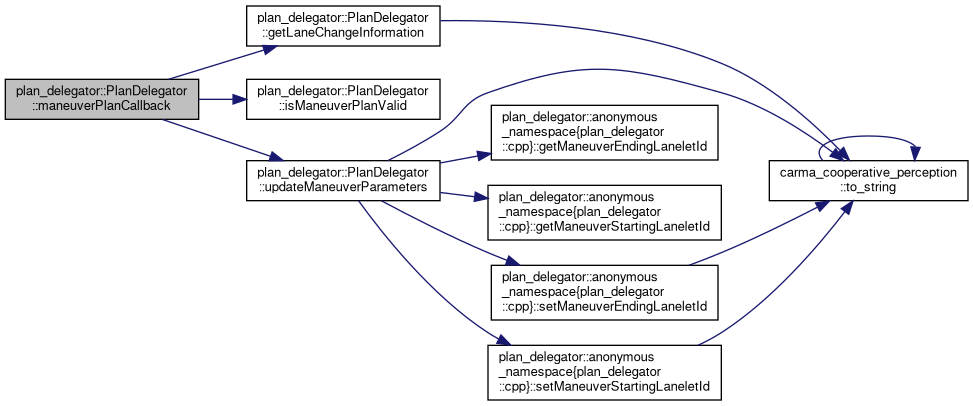 plan_delegator::PlanDelegator
::maneuverPlanCallback
plan_delegator::PlanDelegator
::getLaneChangeInformation
plan_delegator::PlanDelegator
::isManeuverPlanValid
plan_delegator::PlanDelegator
::updateManeuverParameters
plan_delegator::anonymous
_namespace{plan_delegator
::cpp}::getManeuverEndingLaneletId
plan_delegator::anonymous
_namespace{plan_delegator
::cpp}::getManeuverStartingLaneletId
plan_delegator::anonymous
_namespace{plan_delegator
::cpp}::setManeuverEndingLaneletId
plan_delegator::anonymous
_namespace{plan_delegator
::cpp}::setManeuverStartingLaneletId
carma_cooperative_perception
::to_string